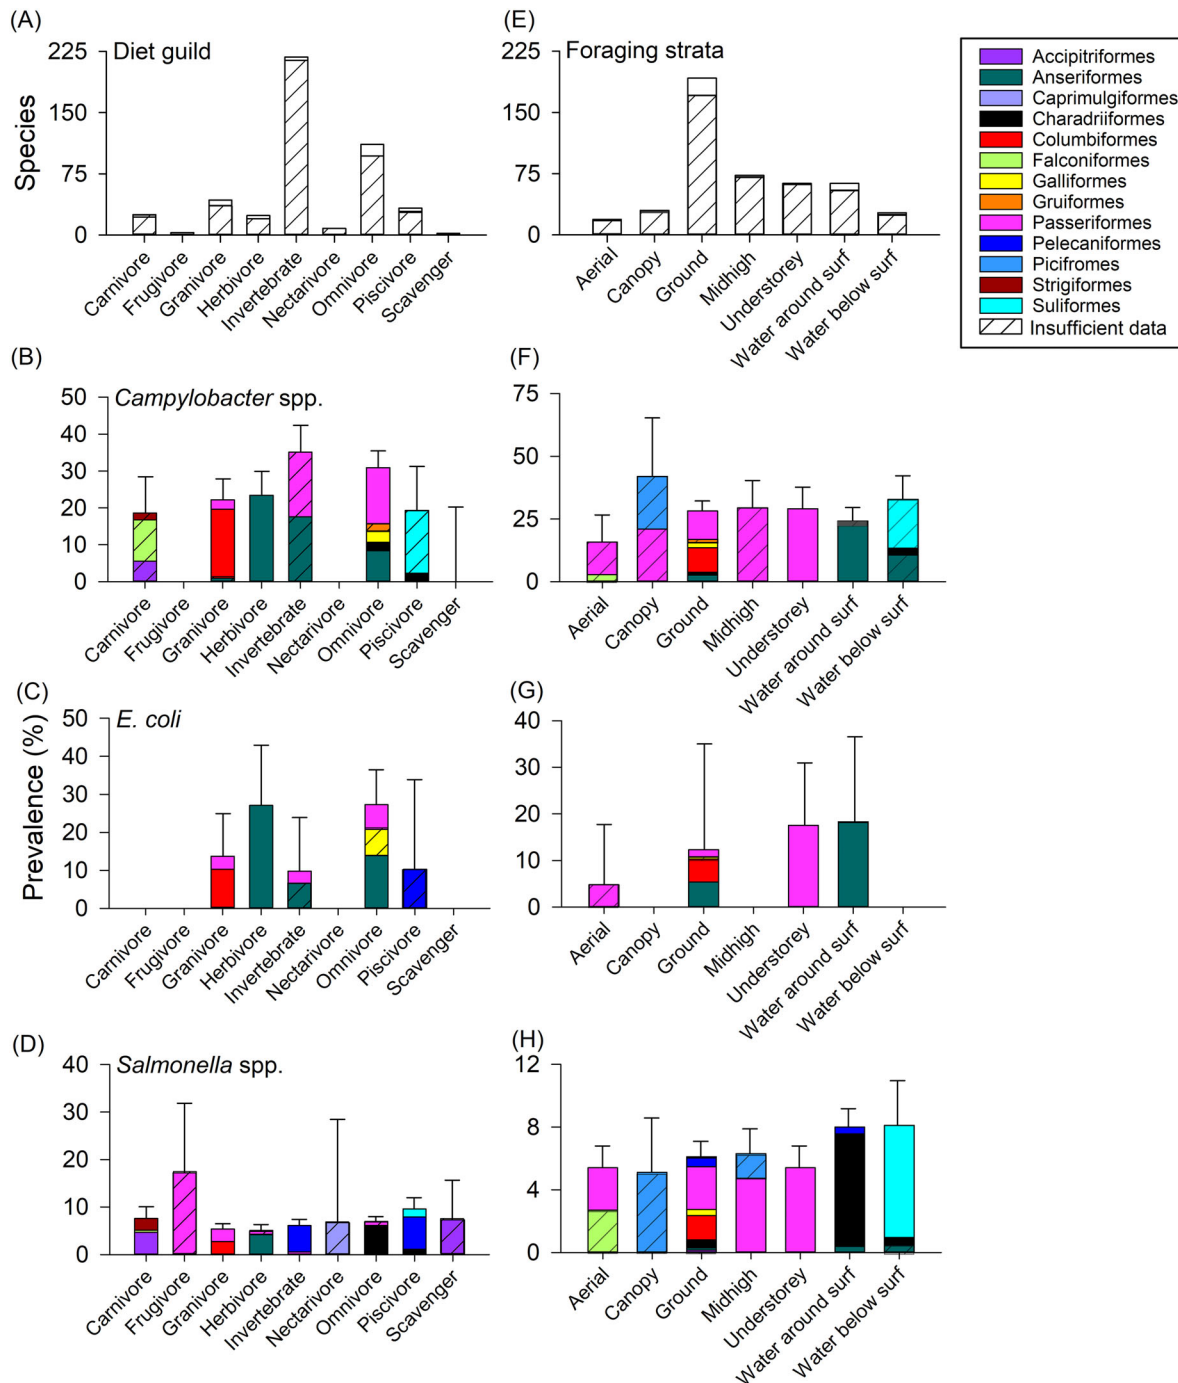 (A)
Diet guild
225
150
75
0
Species
Carnivore
Frugivore
Granivore
Herbivore
Invertebrate
Nectarivore
Omnivore
Piscivore
Scavenger
(E)
Foraging strata
225
150
75
0
Aerial
Canopy
Ground
Midhigh
Understorey
Water around surf
Water below surf
Accipitriformes
Anseriformes
Caprimulgiformes
Charadriiformes
Columbiformes
Falconiformes
Galliformes
Gruiformes
Passeriformes
Pelecaniformes
Picifromes
Strigiformes
Suliformes
Insufficient data
(B)
Campylobacter spp.
50
40
30
20
10
0
Carnivore
Frugivore
Granivore
Herbivore
Invertebrate
Nectarivore
Omnivore
Piscivore
Scavenger
(F)
75
50
25
0
Aerial
Canopy
Ground
Midhigh
Understorey
Water around surf
Water below surf
(C)
E. coli
50
40
30
20
10
0
Prevalence (%)
Carnivore
Frugivore
Granivore
Herbivore
Invertebrate
Nectarivore
Omnivore
Piscivore
Scavenger
(G)
40
30
20
10
0
Aerial
Canopy
Ground
Midhigh
Understorey
Water around surf
Water below surf
(D)
Salmonella spp.
40
30
20
10
0
Carnivore
Frugivore
Granivore
Herbivore
Invertebrate
Nectarivore
Omnivore
Piscivore
Scavenger
(H)
12
8
4
0
Aerial
Canopy
Ground
Midhigh
Understorey
Water around surf
Water below surf